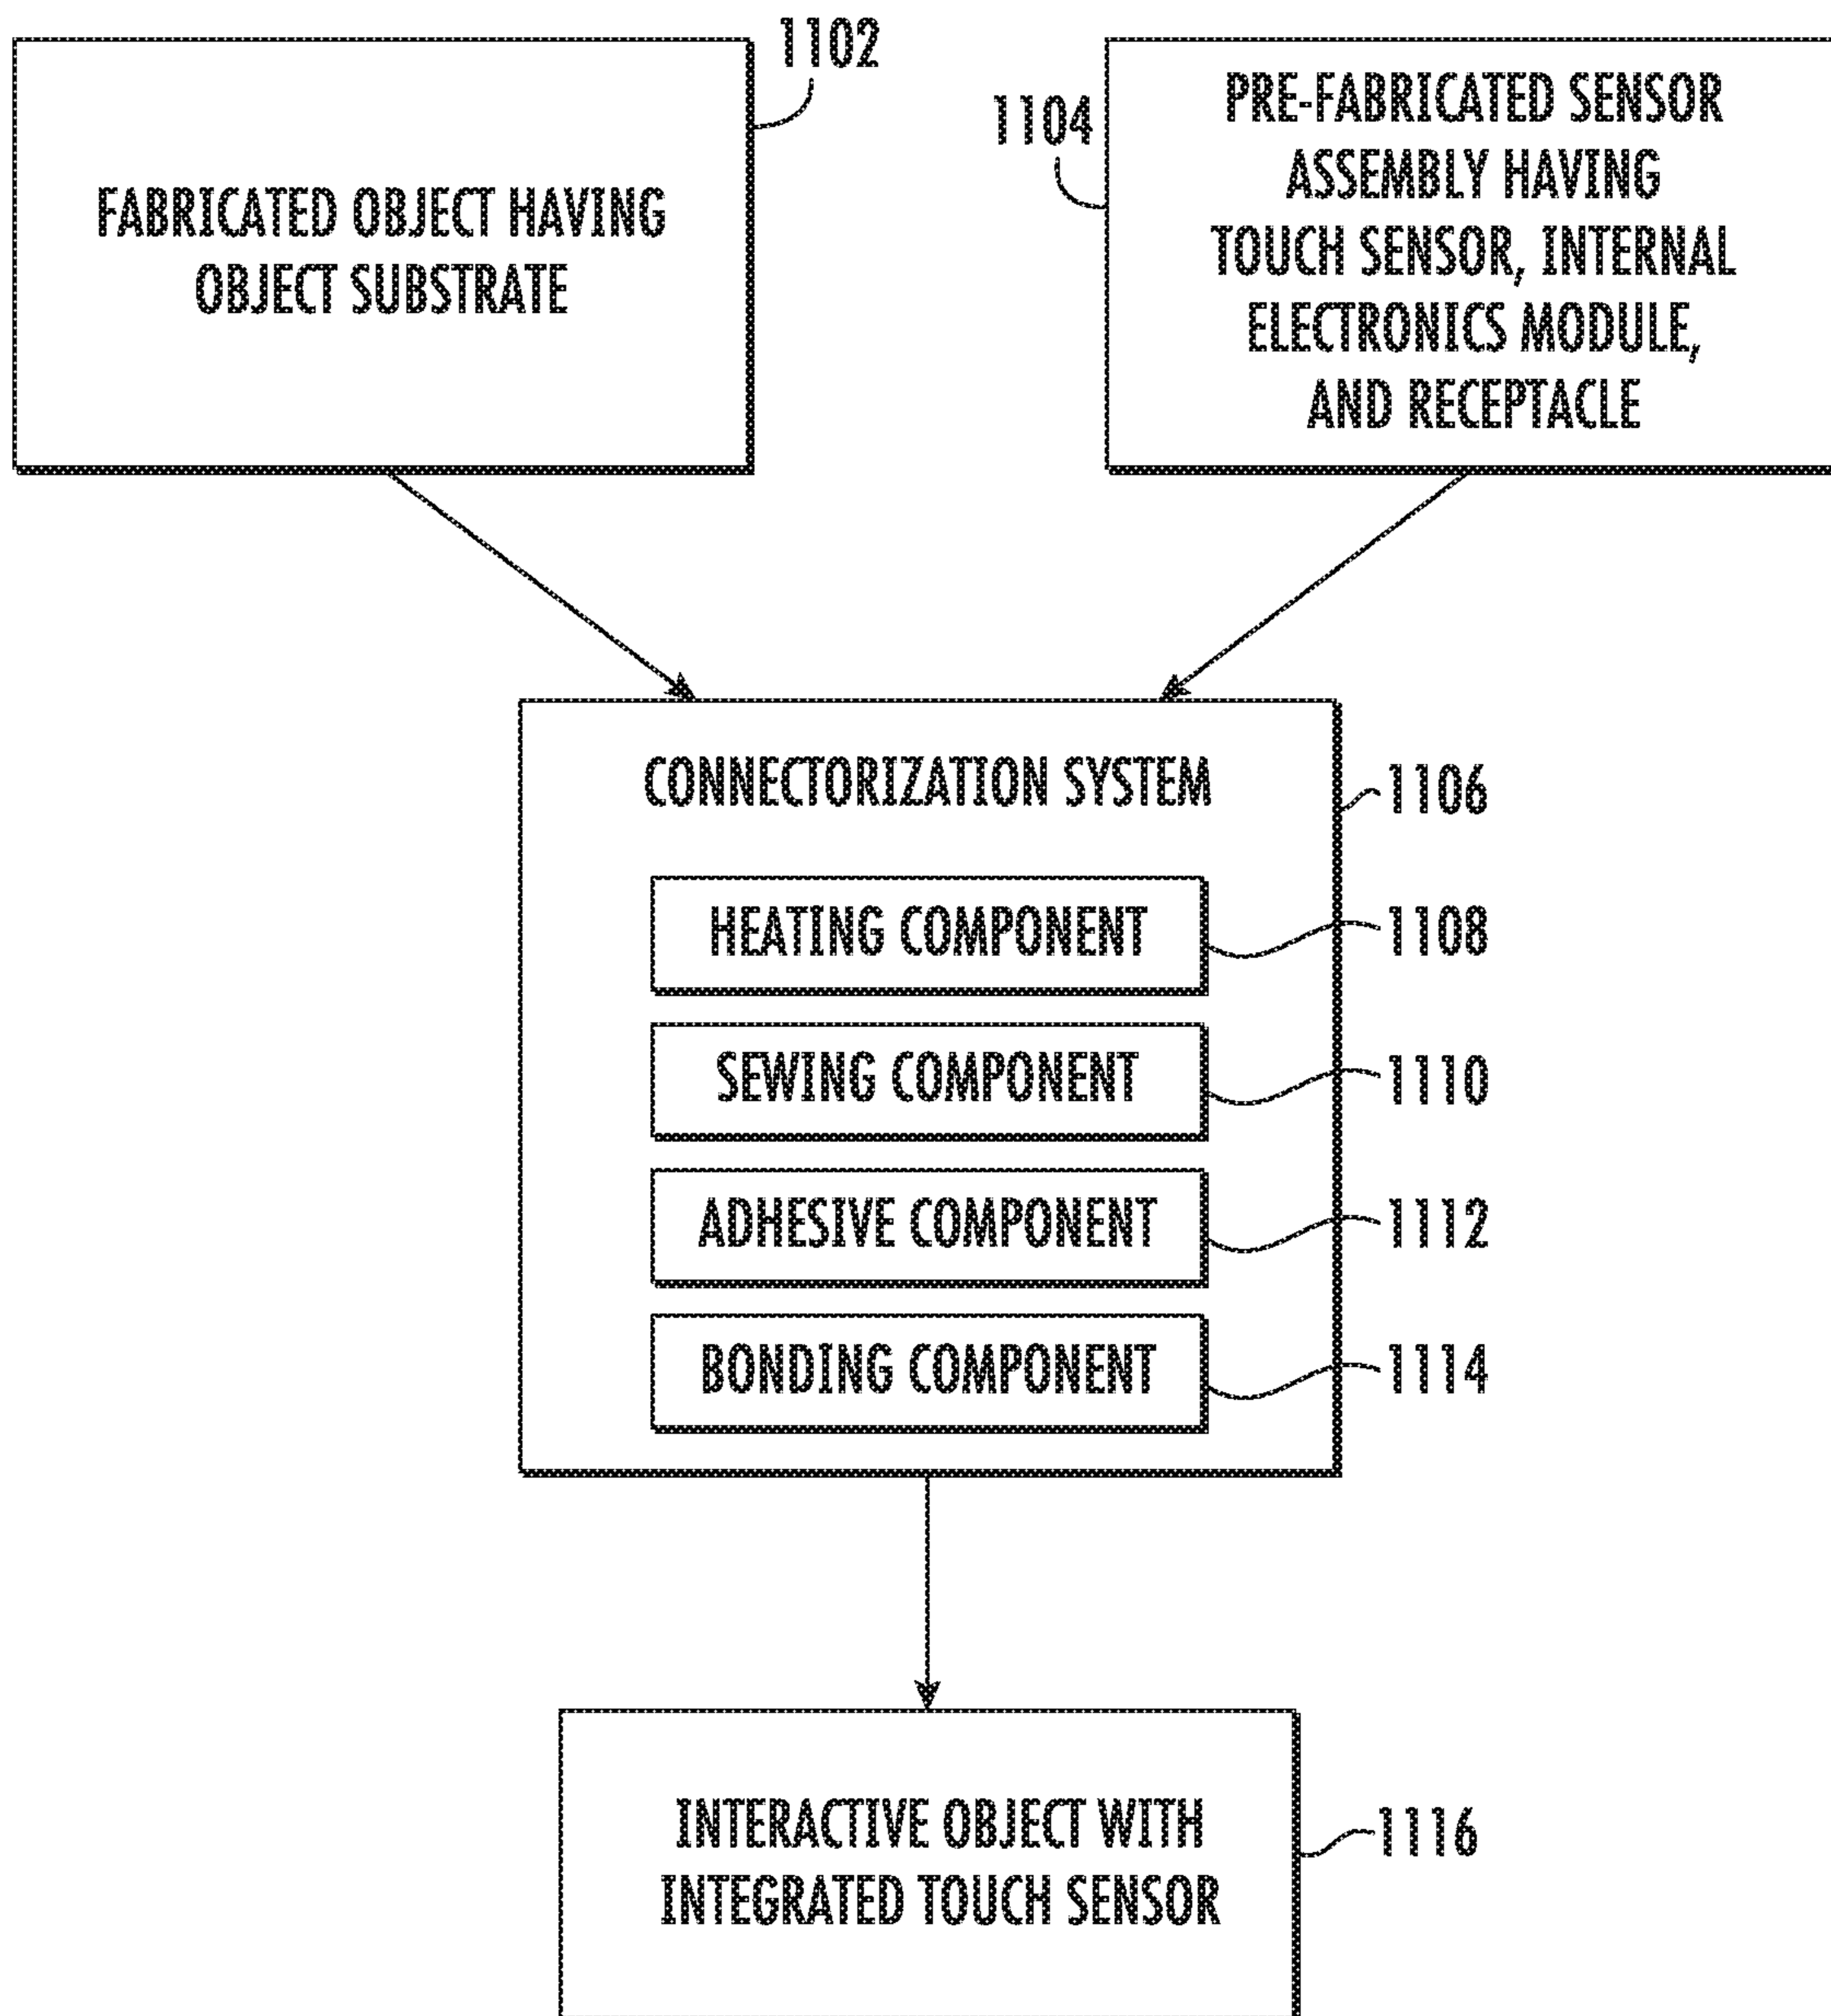 1102
FABRICATED OBJECT HAVING
OBJECT SUBSTRATE
1104
PRE-FABRICATED SENSOR
ASSEMBLY HAVING
TOUCH SENSOR, INTERNAL
ELECTRONICS MODULE,
AND RECEPTACLE
CONNECTORIZATION SYSTEM
1106
HEATING COMPONENT
1108
SEWING COMPONENT
1110
ADHESIVE COMPONENT
1112
BONDING COMPONENT
1114
INTERACTIVE OBJECT WITH
INTEGRATED TOUCH SENSOR
1116